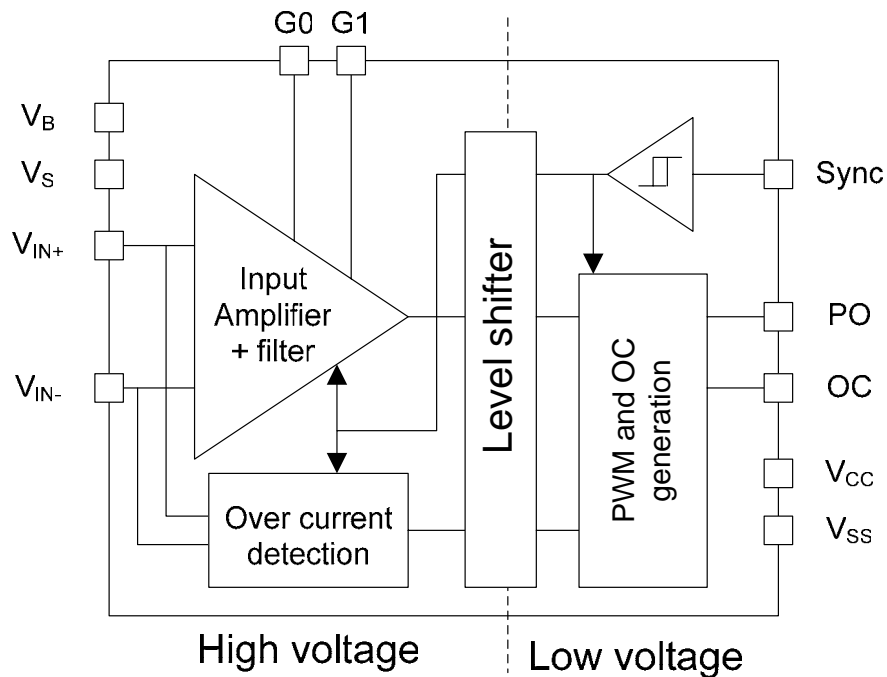 G0 G1
VB
VS
VIN+
VIN-
Input
Amplifier
+ filter
Over current
detection
Level shifter
PWM and OC
generation
Sync
PO
OC
VCC
VSS
High voltage
Low voltage